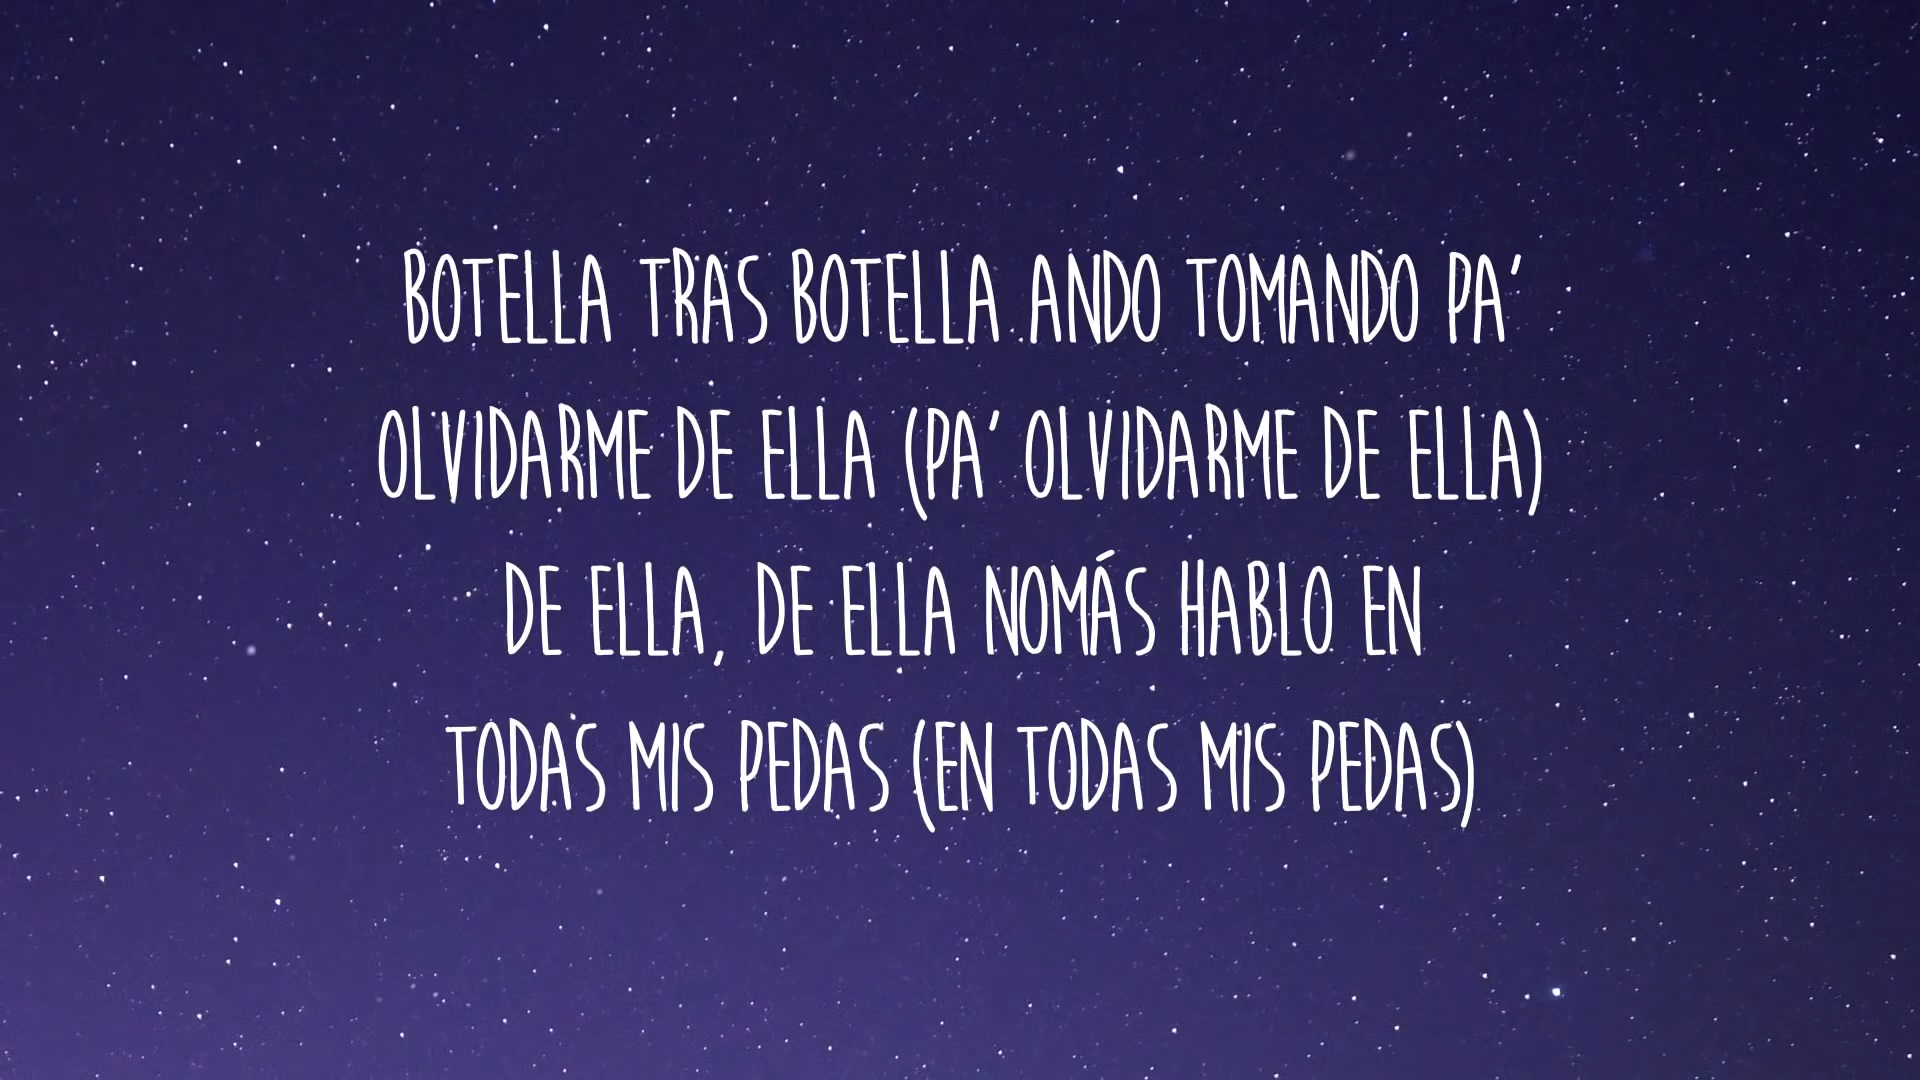 BOTELLA TRAS BOTELLA ANDO TOMANDO PA'
OLVIDARME DE ELLA (PA' OLVIDARME DE ELLA)
DE ELLA, DE ELLA NOMÁS HABLO EN
TODAS MIS PEDAS (EN TODAS MIS PEDAS)